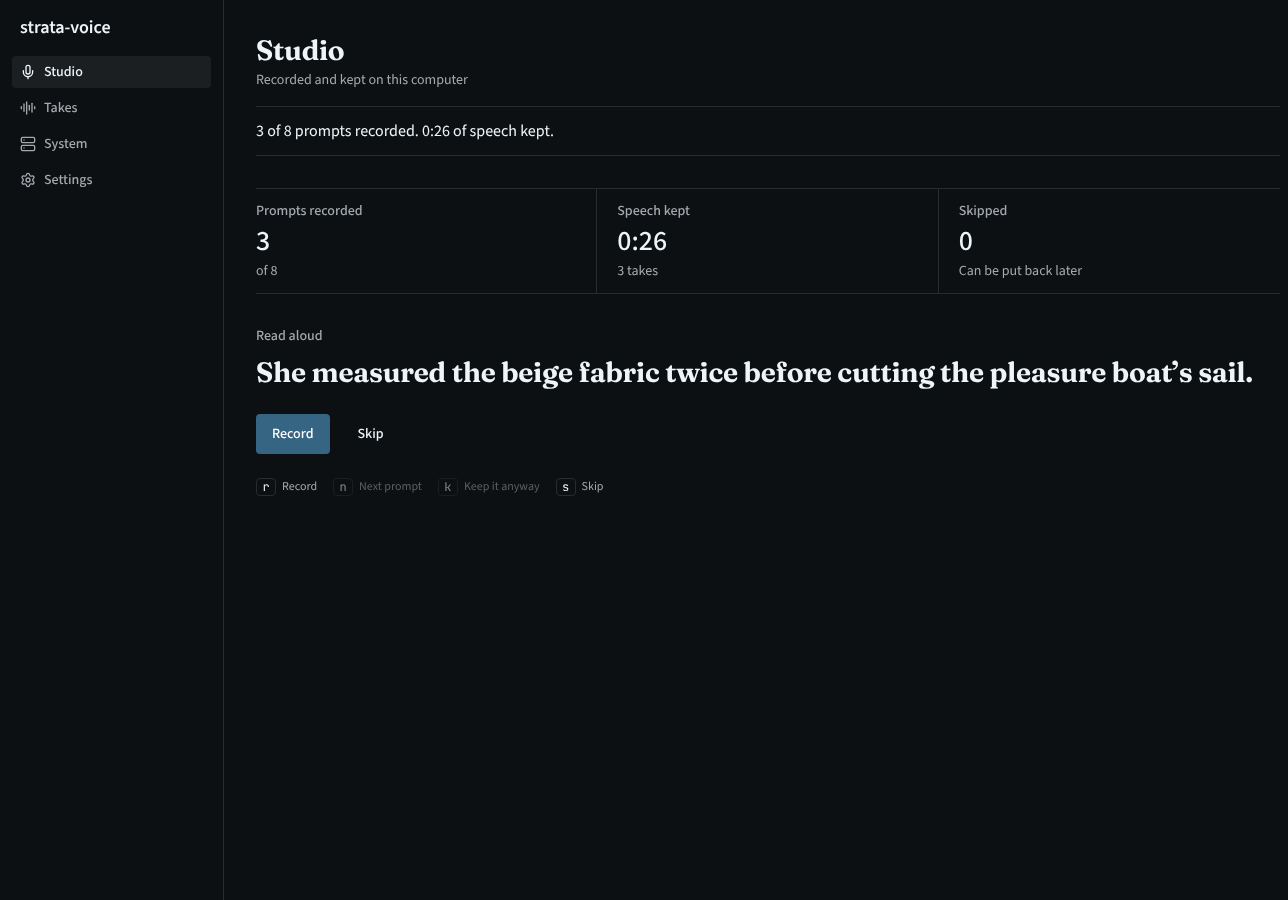 strata-voice
Studio
Takes
System
Settings
Studio
Recorded and kept on this computer
3 of 8 prompts recorded. 0:26 of speech kept.
Prompts recorded
3
of 8
Speech kept
0:26
3 takes
Skipped
0
Can be put back later
Read aloud
She measured the beige fabric twice before cutting the pleasure boat’s sail.
Record Skip
r Record n Next prompt k Keep it anyway s Skip